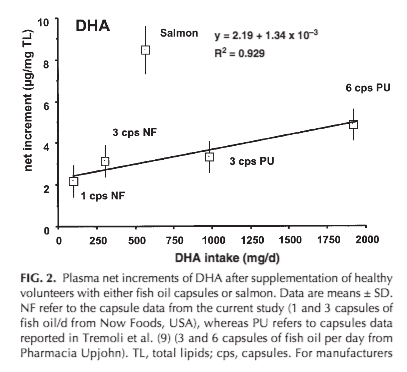 DHA
Salmon
y = 2.19 + 1.34 x 10⁻³
R² = 0.929
6 cps PU
3 cps NF
3 cps PU
1 cps NF
net increment (µg/mg TL)
10
8
6
4
2
0
0 250 500 750 1000 1250 1500 1750 2000
DHA intake (mg/d)
FIG. 2. Plasma net increments of DHA after supplementation of healthy
volunteers with either fish oil capsules or salmon. Data are means ± SD.
NF refer to the capsule data from the current study (1 and 3 capsules of
fish oil/d from Now Foods, USA), whereas PU refers to capsules data
reported in Tremoli et al. (9) (3 and 6 capsules of fish oil per day from
Pharmacia Upjohn). TL, total lipids; cps, capsules. For manufacturers